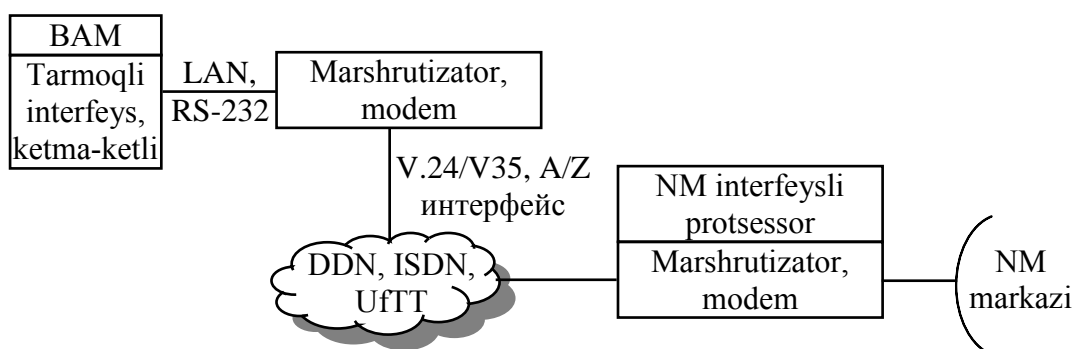 BAM
Tarmoqli
interfeys,
ketma-ketli
LAN,
RS-232
Marshrutizator,
modem
V.24/V35, A/Z
интерфейс
DDN, ISDN,
UfTT
NM interfeysli
protsessor
Marshrutizator,
modem
NM
markazi